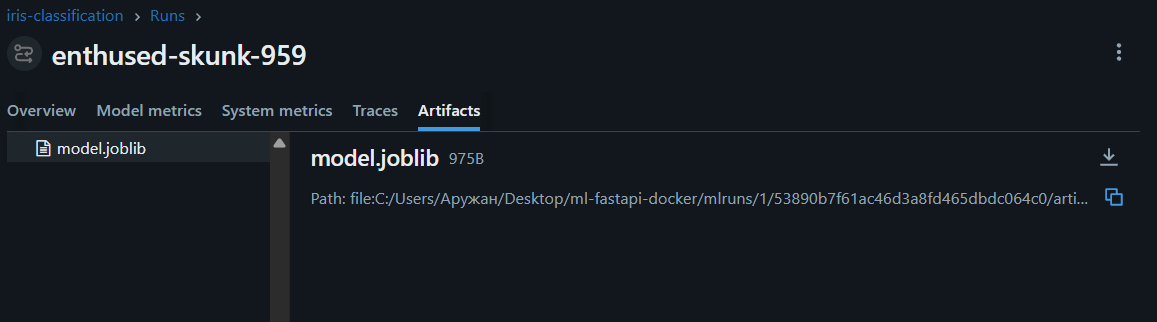 iris-classification > Runs >
enthused-skunk-959
Overview Model metrics System metrics Traces Artifacts
model.joblib
model.joblib 975B
Path: file:C:/Users/Аружан/Desktop/ml-fastapi-docker/mlruns/1/53890b7f61ac46d3a8fd465dbdc064c0/arti...